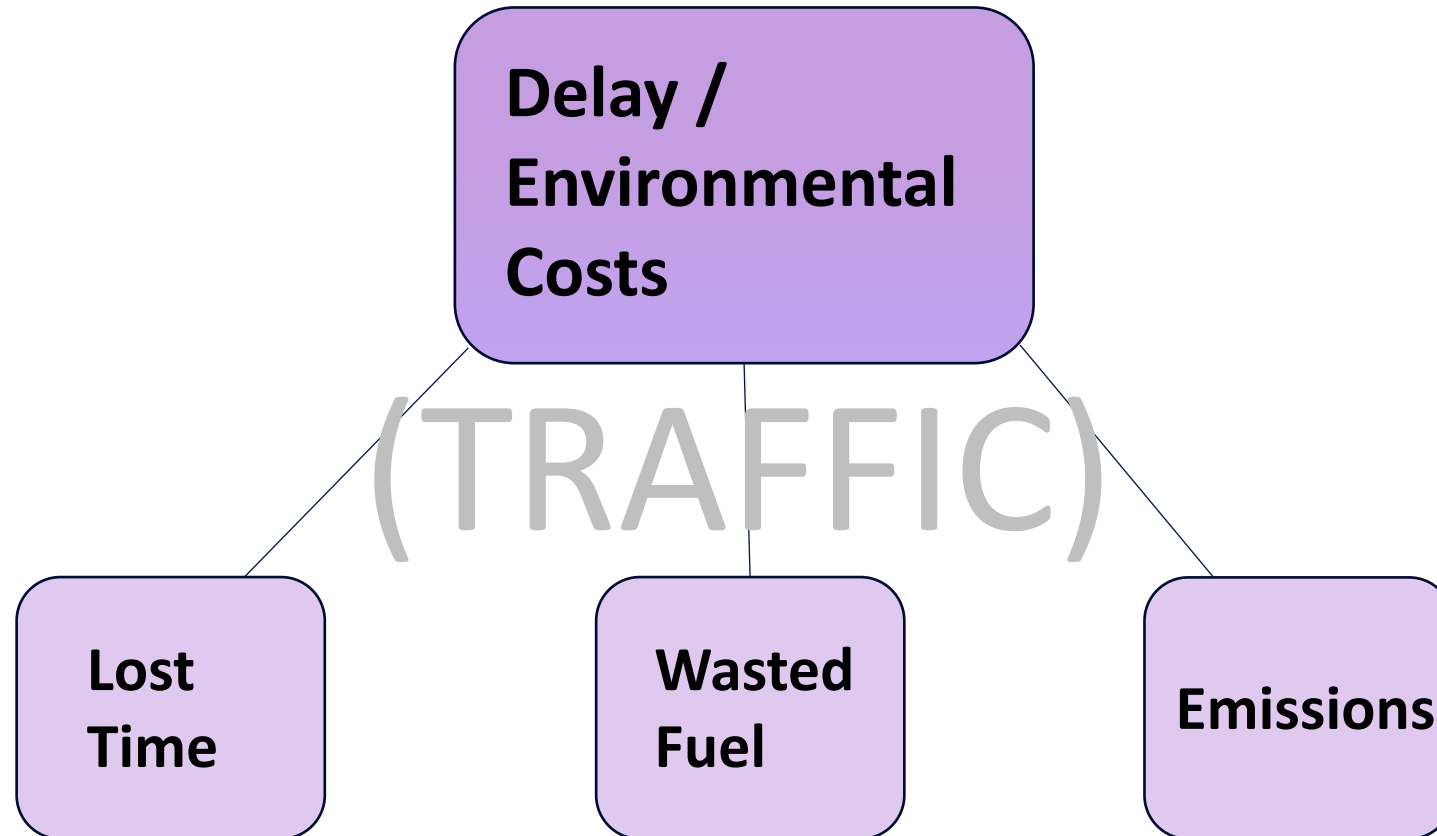 Delay /
Environmental
Costs
(TRAFFIC)
Lost
Time
Wasted
Fuel
Emissions